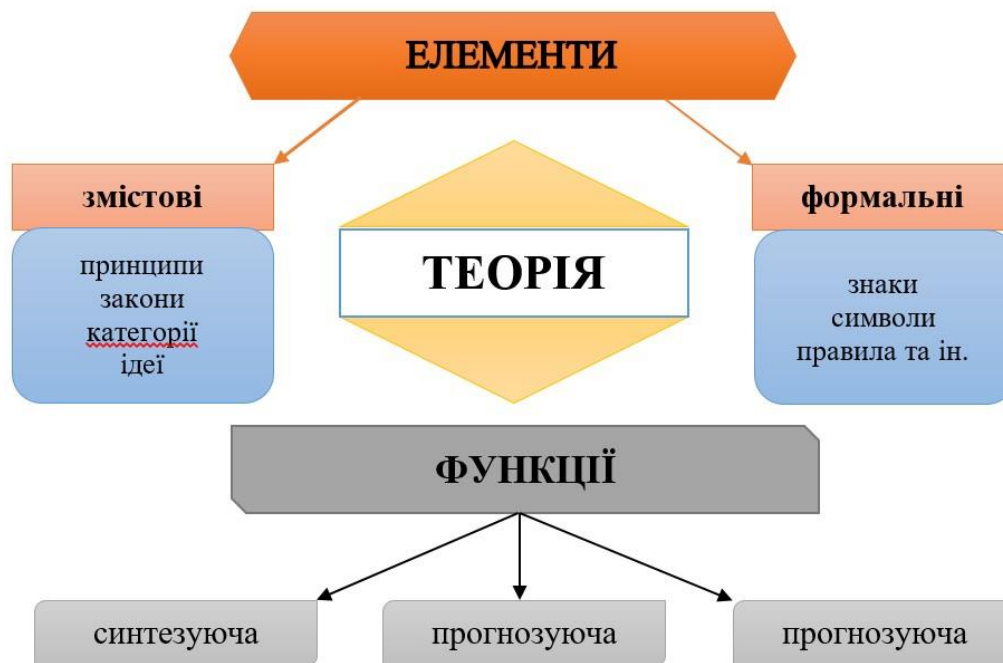 ЕЛЕМЕНТИ
змістові
принципи
закони
категорії
ідеї
ТЕОРІЯ
формальні
знаки
символи
правила та ін.
ФУНКЦІЇ
синтезуюча
прогнозуюча
прогнозуюча